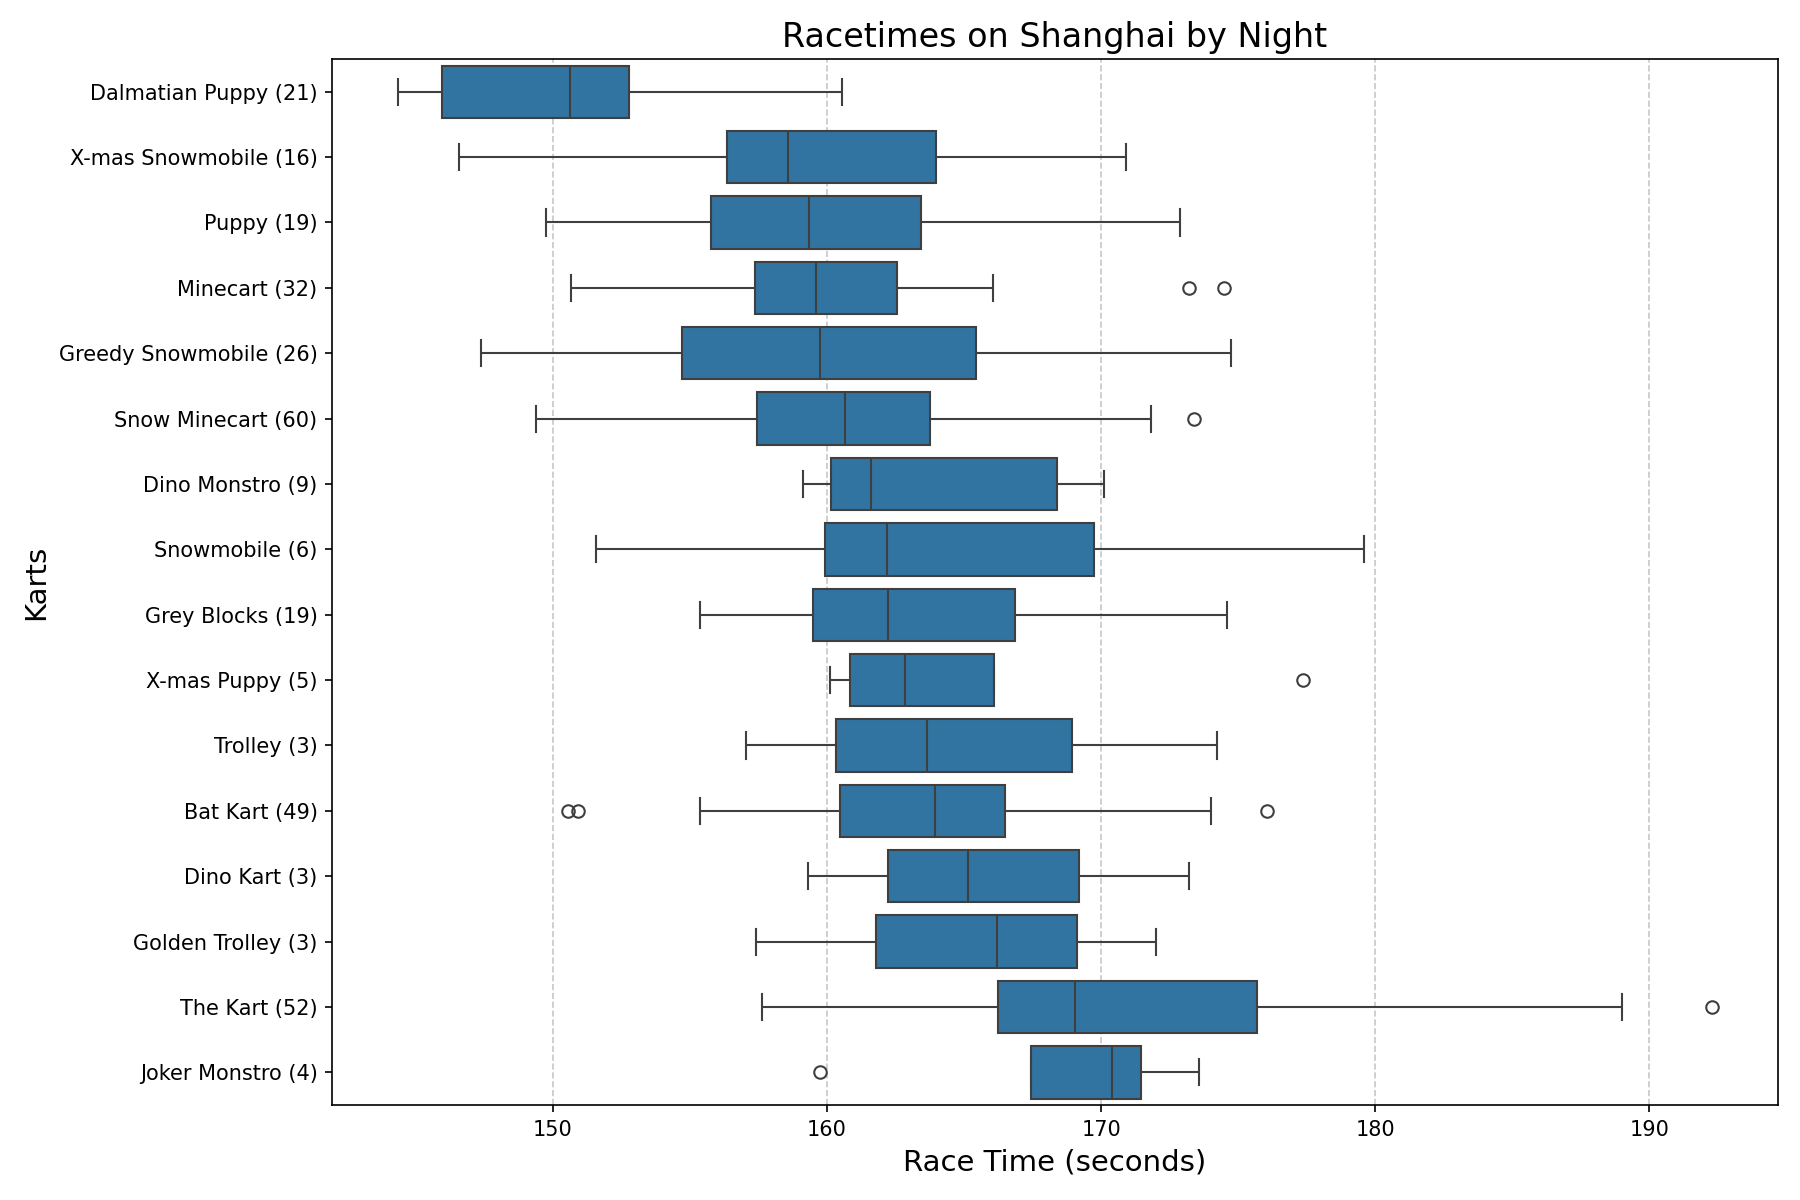 Racetimes on Shanghai by Night
Dalmatian Puppy (21)
X-mas Snowmobile (16)
Puppy (19)
Minecart (32)
Greedy Snowmobile (26)
Snow Minecart (60)
Dino Monstro (9)
Snowmobile (6)
Grey Blocks (19)
X-mas Puppy (5)
Trolley (3)
Bat Kart (49)
Dino Kart (3)
Golden Trolley (3)
The Kart (52)
Joker Monstro (4)
Karts
150 160 170 180 190
Race Time (seconds)